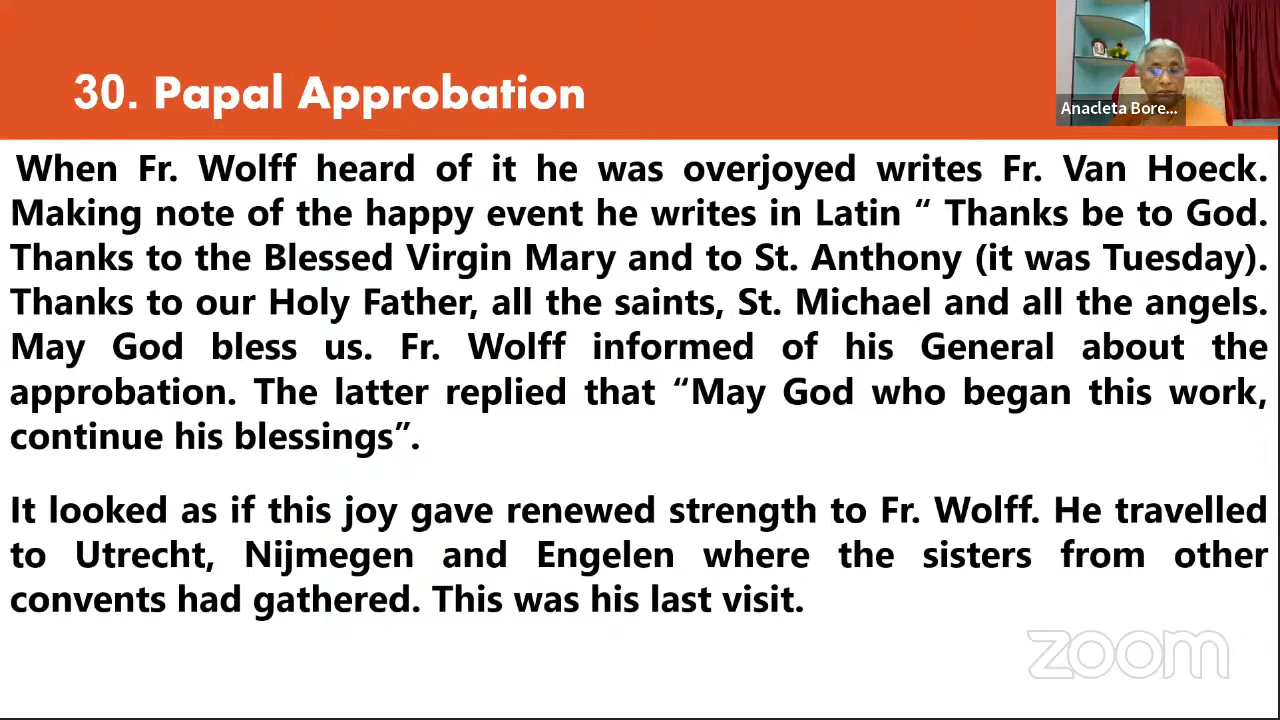 30. Papal Approbation
Anacleta Bore...
When Fr. Wolff heard of it he was overjoyed writes Fr. Van Hoeck.
Making note of the happy event he writes in Latin “ Thanks be to God.
Thanks to the Blessed Virgin Mary and to St. Anthony (it was Tuesday).
Thanks to our Holy Father, all the saints, St. Michael and all the angels.
May God bless us. Fr. Wolff informed of his General about the
approbation. The latter replied that “May God who began this work,
continue his blessings”.
It looked as if this joy gave renewed strength to Fr. Wolff. He travelled
to Utrecht, Nijmegen and Engelen where the sisters from other
convents had gathered. This was his last visit.
zoom